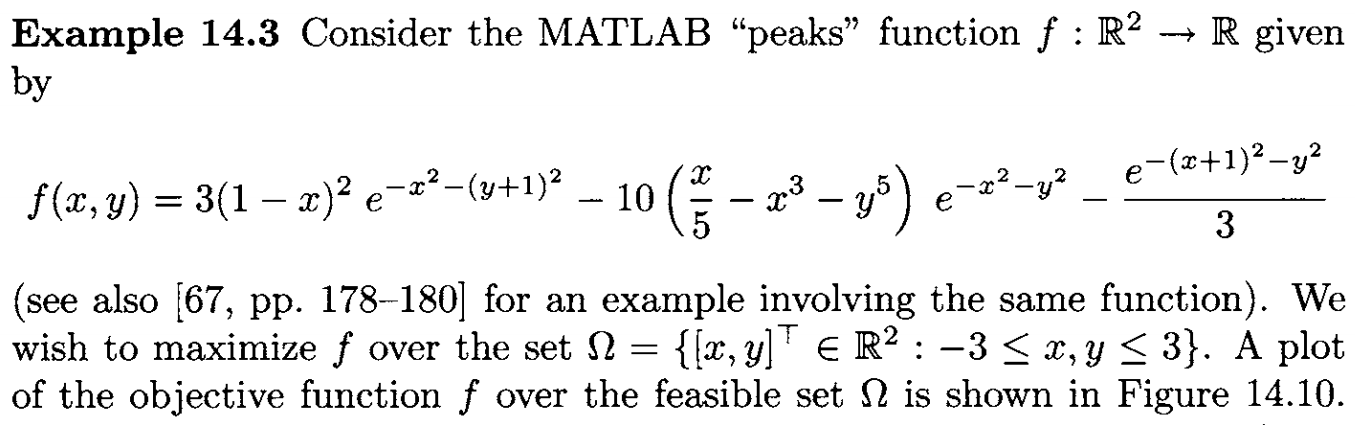 Example 14.3 Consider the MATLAB “peaks” function f : ℝ² → ℝ given
by
f(x, y) = 3(1 − x)² e^{−x²−(y+1)²} − 10 (x/5 − x³ − y⁵) e^{−x²−y²} − e^{−(x+1)²−y²}/3
(see also [67, pp. 178–180] for an example involving the same function). We
wish to maximize f over the set Ω = {[x, y]^⊤ ∈ ℝ² : −3 ≤ x, y ≤ 3}. A plot
of the objective function f over the feasible set Ω is shown in Figure 14.10.